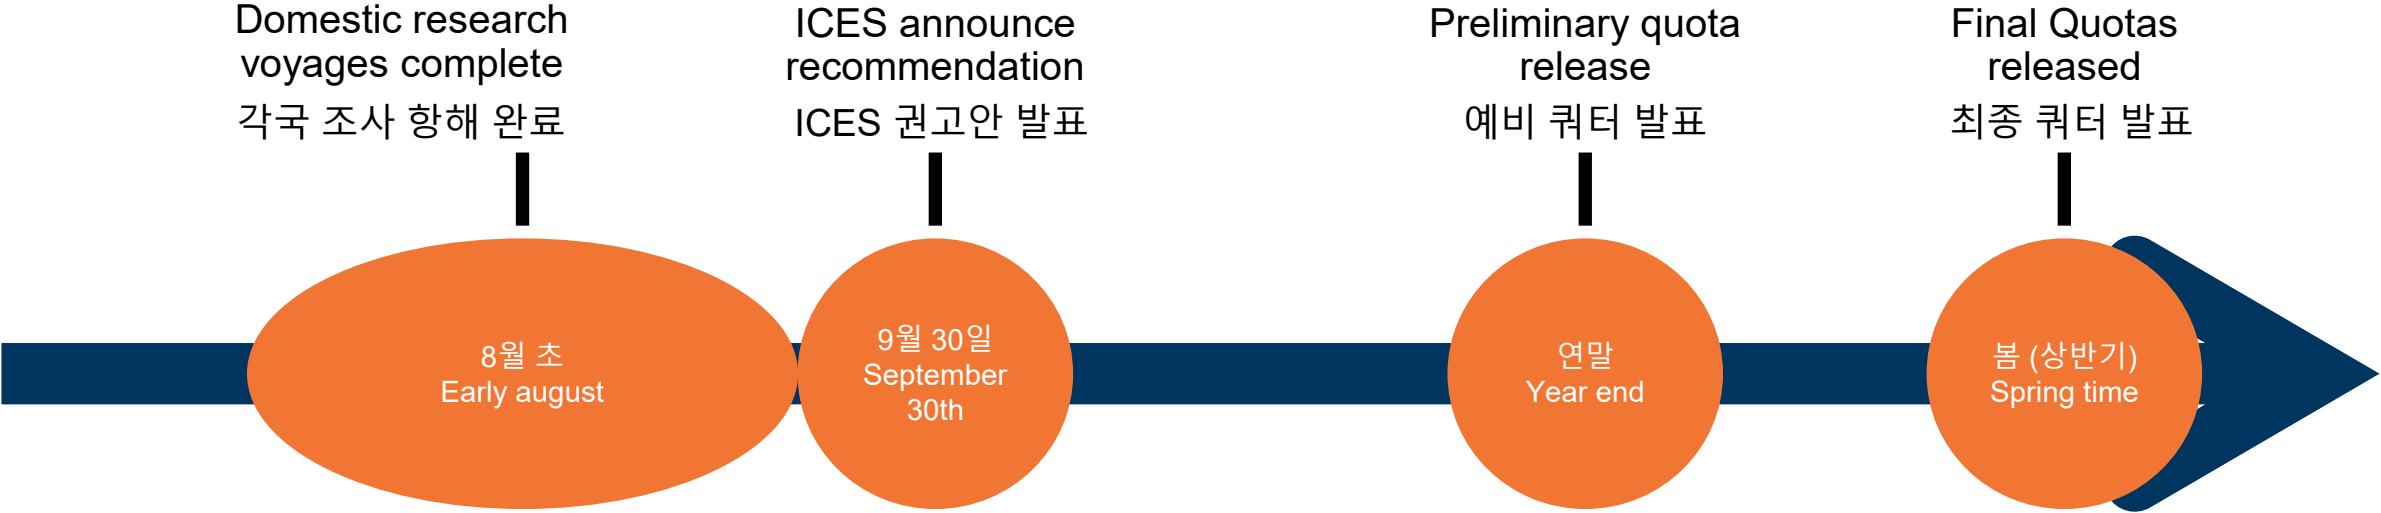 Domestic research
voyages complete
각국 조사 항해 완료
ICES announce
recommendation
ICES 권고안 발표
Preliminary quota
release
예비 쿼터 발표
Final Quotas
released
최종 쿼터 발표
8월 초
Early august
9월 30일
September
30th
연말
Year end
봄 (상반기)
Spring time